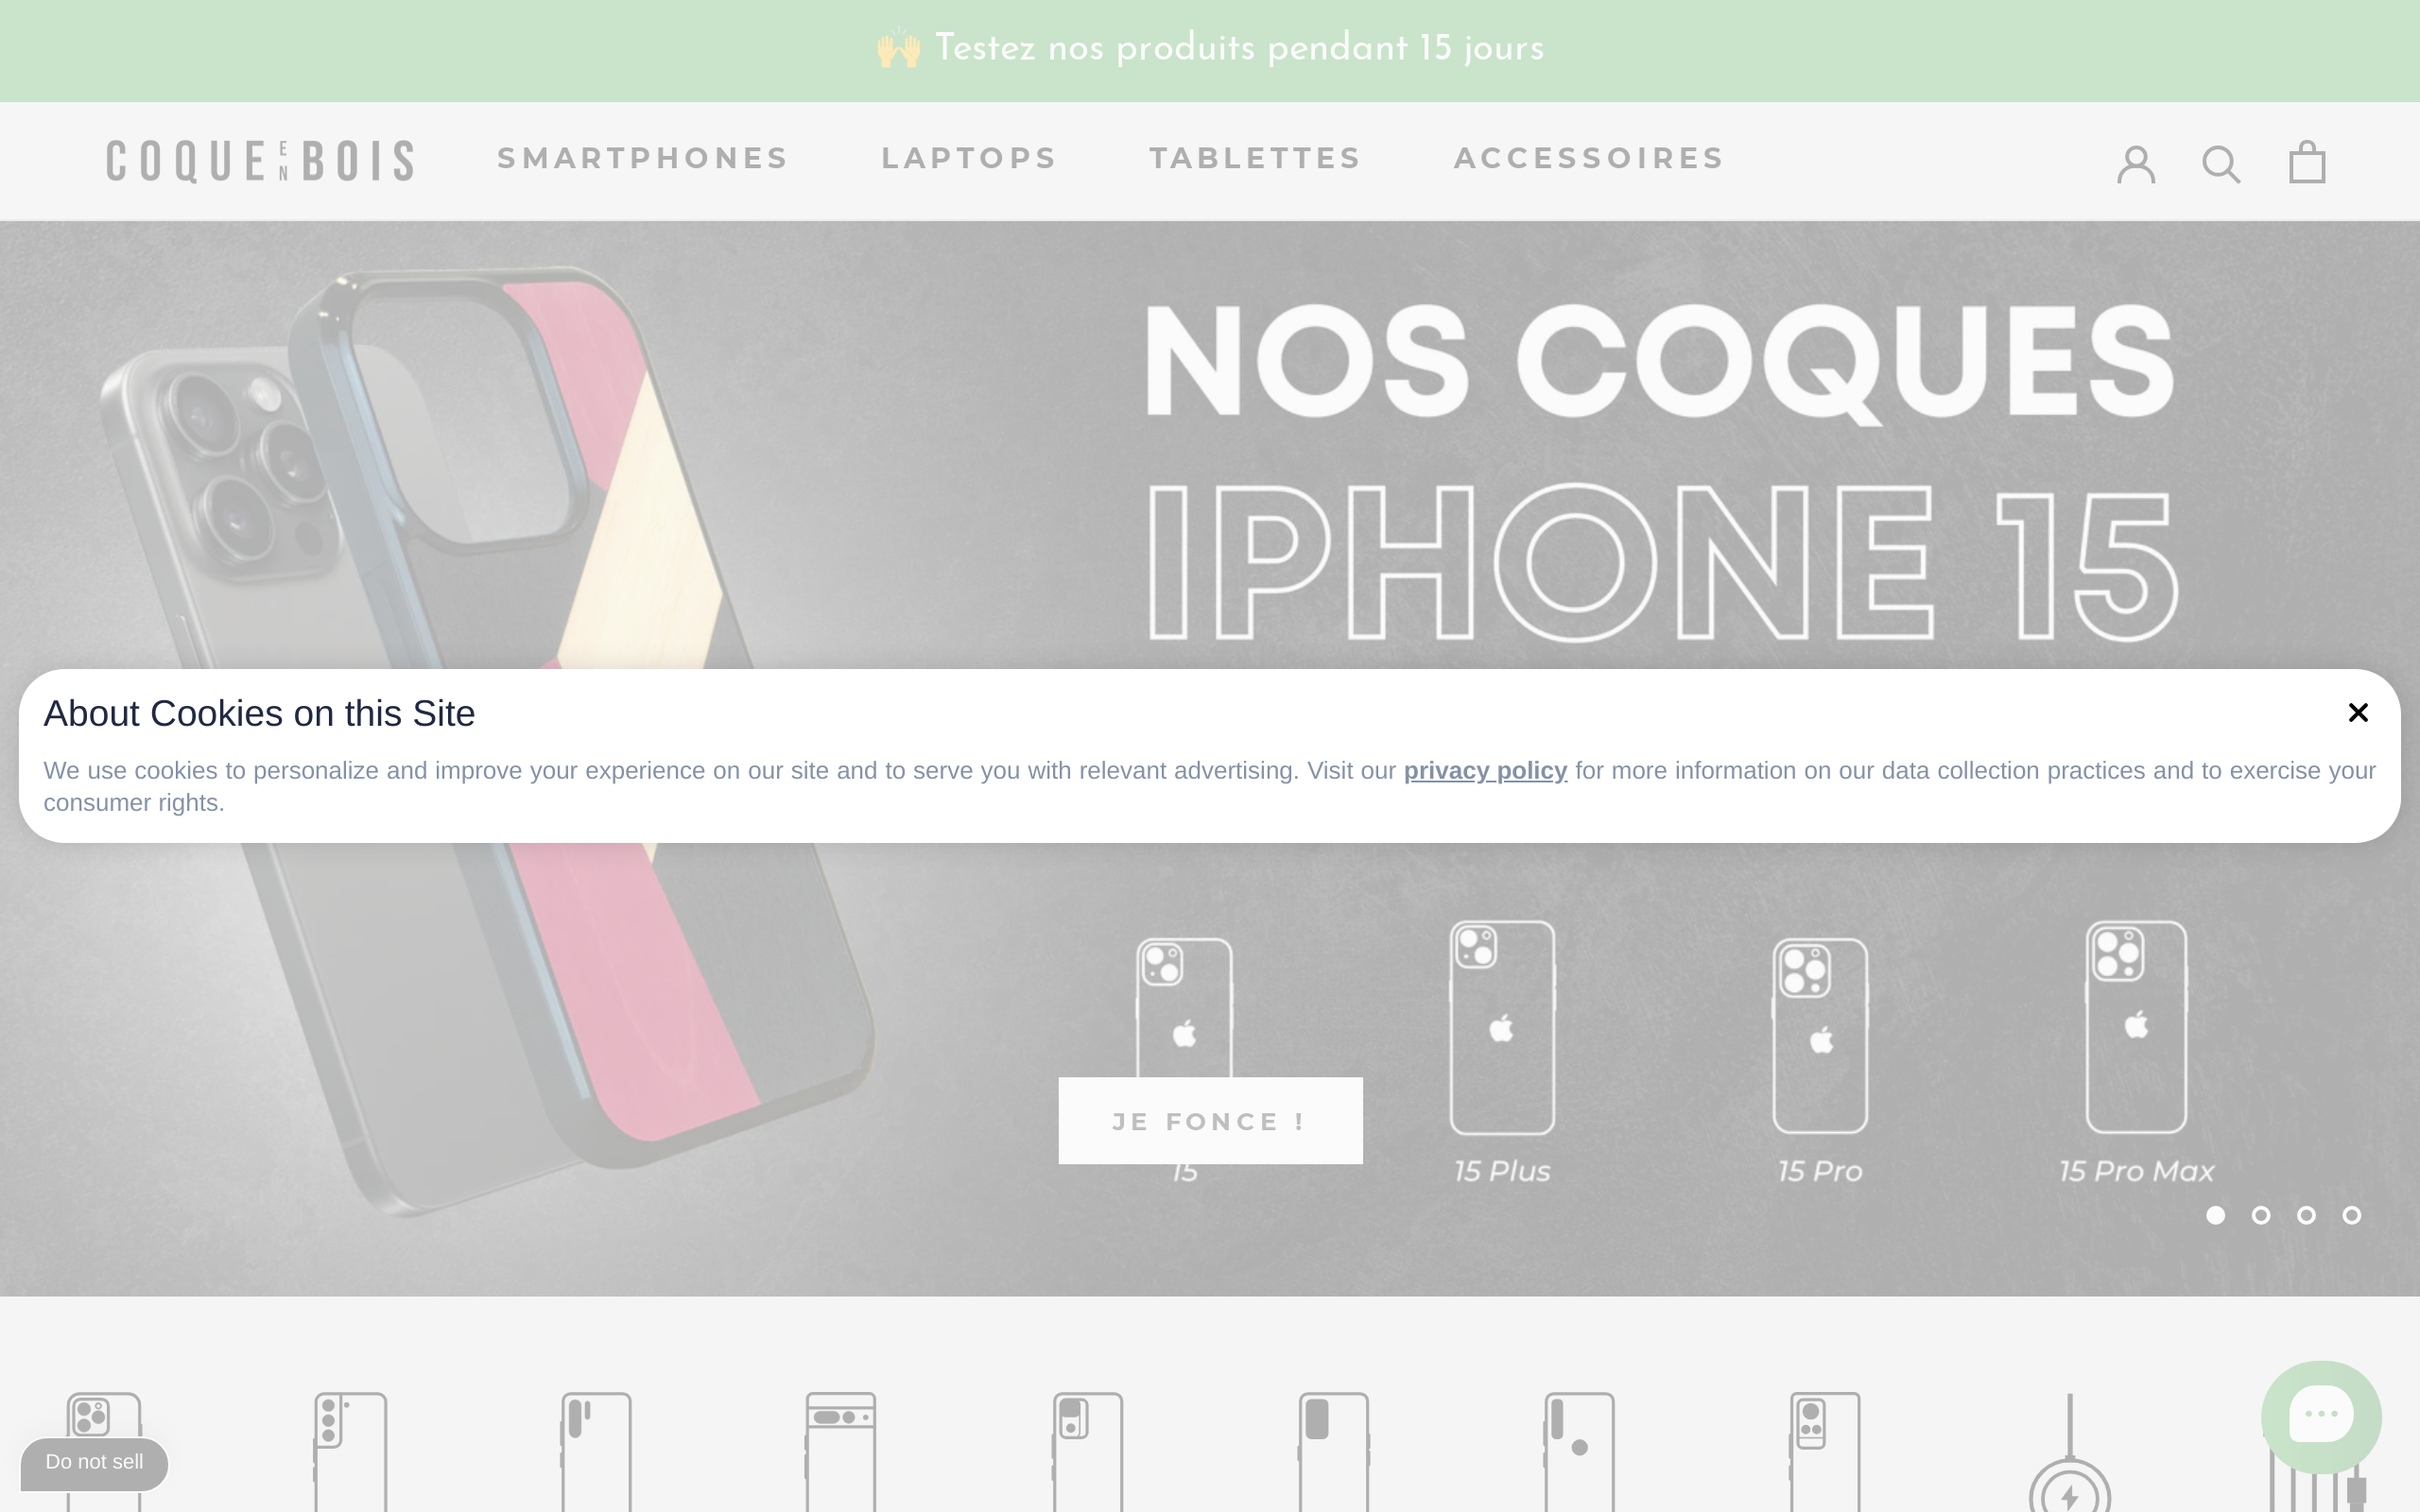 🙌 Testez nos produits pendant 15 jours
COQUE EN BOIS
SMARTPHONES
LAPTOPS
TABLETTES
ACCESSOIRES
NOS COQUES
IPHONE 15
About Cookies on this Site
We use cookies to personalize and improve your experience on our site and to serve you with relevant advertising. Visit our privacy policy for more information on our data collection practices and to exercise your
consumer rights.
JE FONCE !
15
15 Plus
15 Pro
15 Pro Max
Do not sell